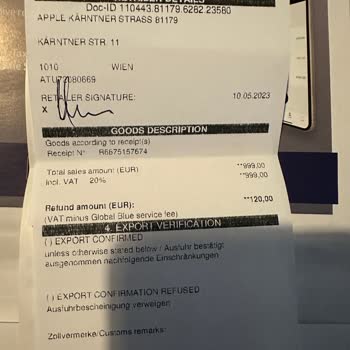 Doc-ID 110443.81179.6282.23580
APPLE KÄRNTNER STRASS 81179
KÄRNTNER STR. 11
1010 WIEN
ATU72080669
RETAILER SIGNATURE: 10.05.2023
X
GOODS DESCRIPTION
Goods according to receipt(s)
Receipt N° R6675157674
Total sales amount (EUR) **999,00
incl. VAT 20% **999,00
Refund amount (EUR): ***120,00
(VAT minus Global Blue service fee)
4. EXPORT VERIFICATION
( ) EXPORT CONFIRMED
unless otherwise stated below / Ausfuhr bestätigt
ausgenommen nachfolgende Einschränkungen
( ) EXPORT CONFIRMATION REFUSED
Ausfuhrbescheinigung verweigert
Zollvermerke/Customs remarks: